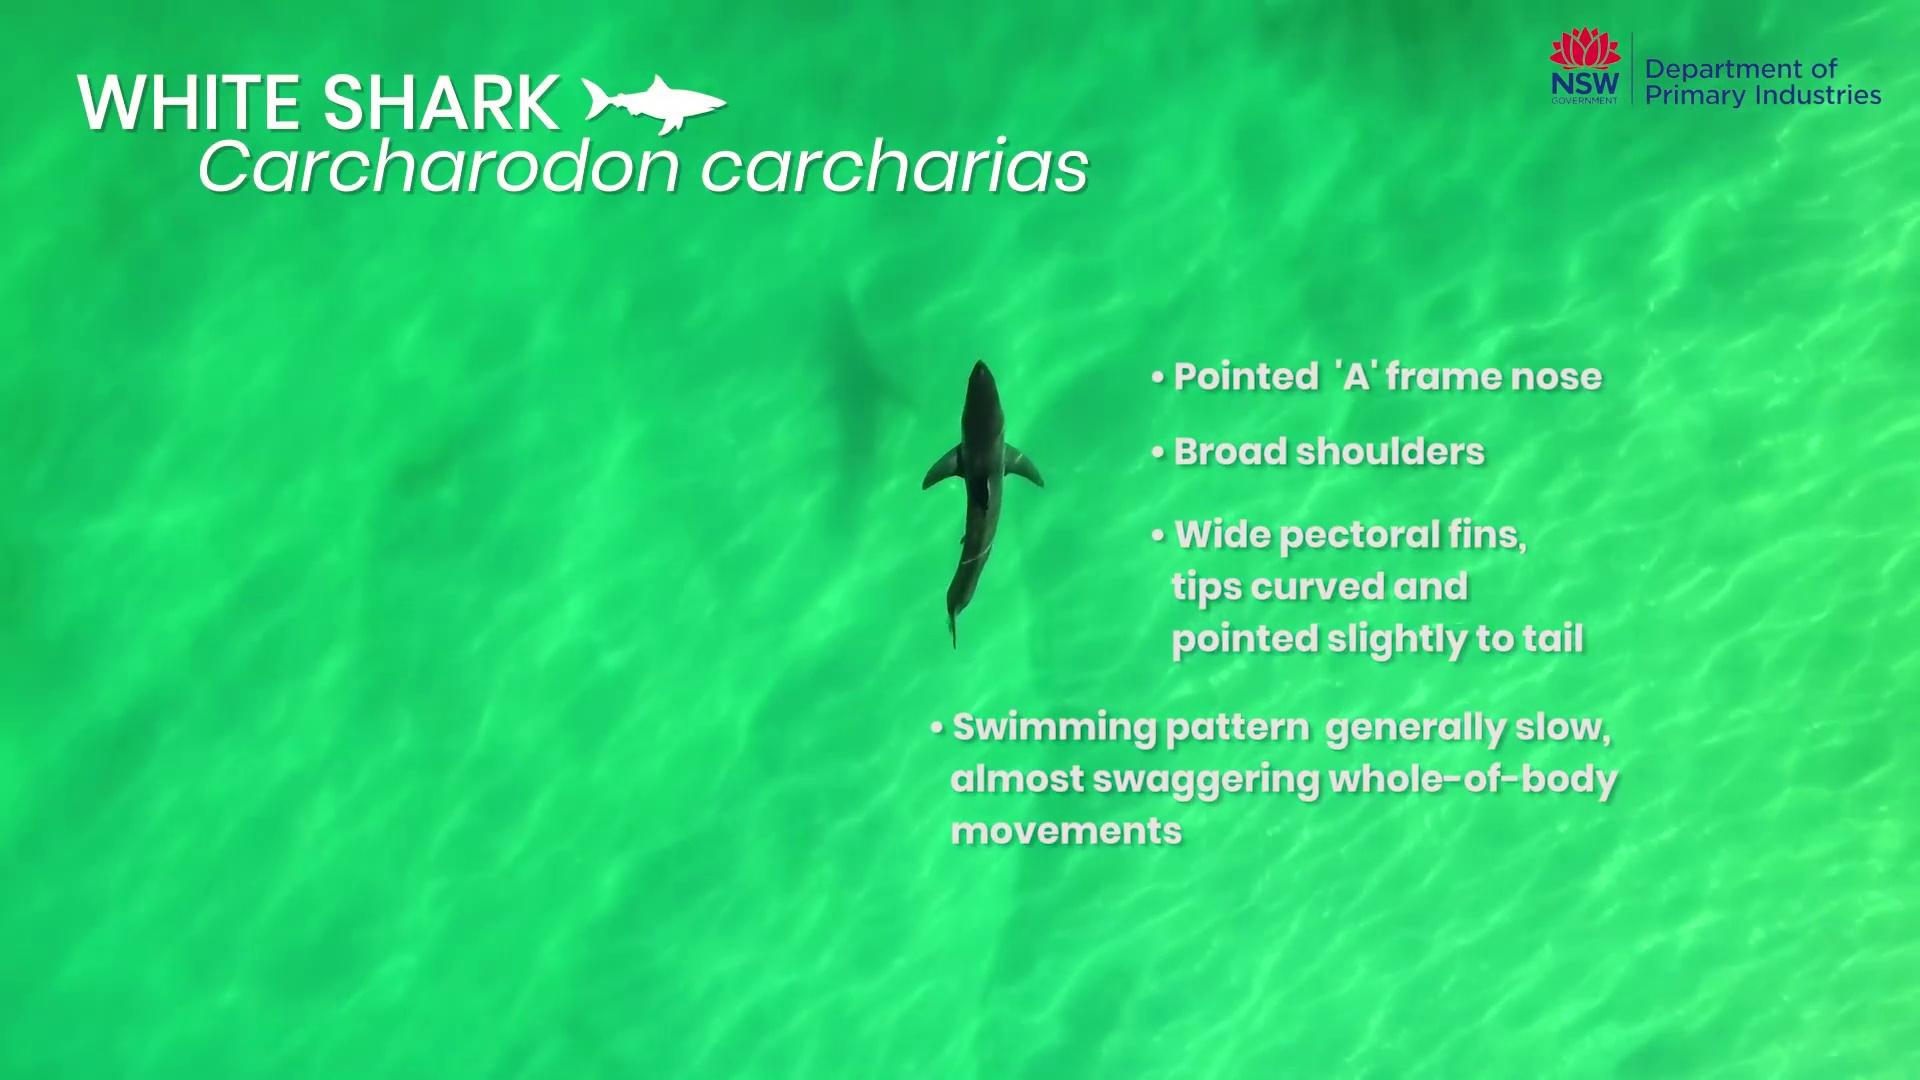 WHITE SHARK
Carcharodon carcharias
NSW
GOVERNMENT
Department of
Primary Industries
• Pointed 'A' frame nose
• Broad shoulders
• Wide pectoral fins,
tips curved and
pointed slightly to tail
• Swimming pattern generally slow,
almost swaggering whole-of-body
movements